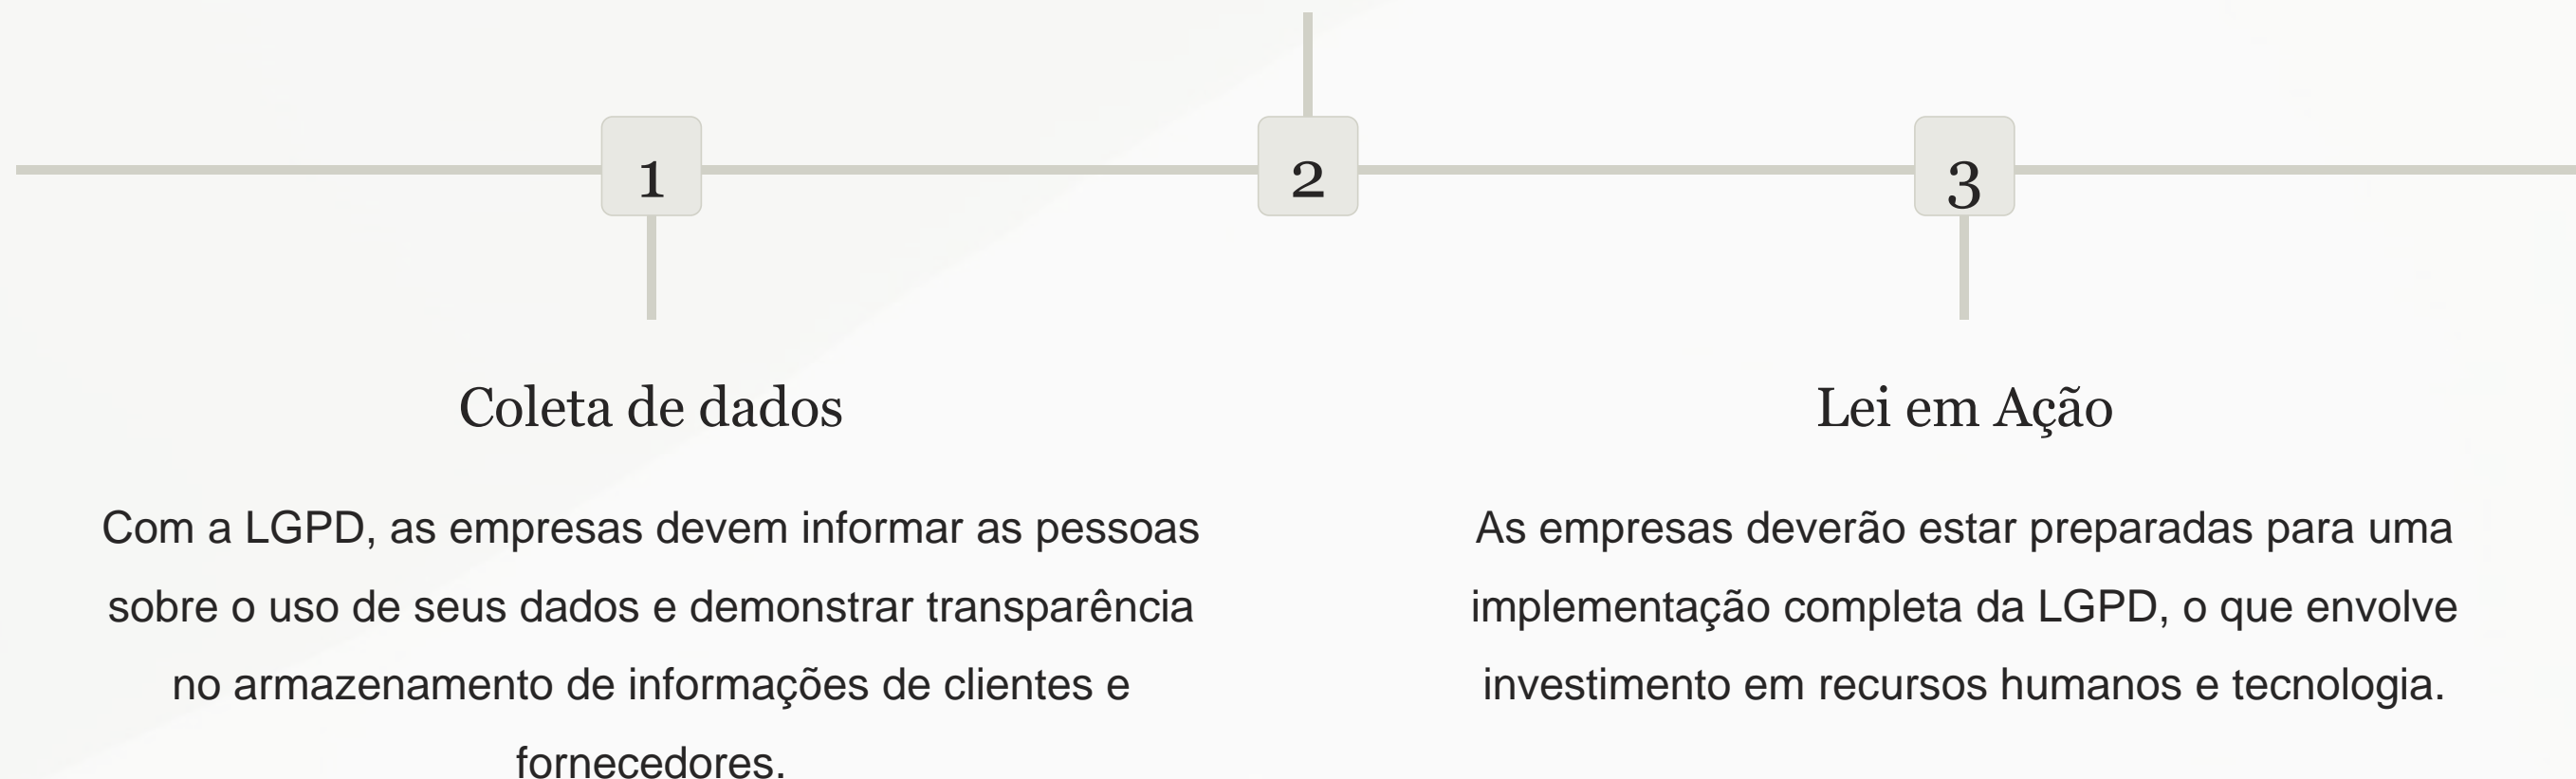 1
2
3
Coleta de dados
Com a LGPD, as empresas devem informar as pessoas
sobre o uso de seus dados e demonstrar transparência
no armazenamento de informações de clientes e
fornecedores.
Lei em Ação
As empresas deverão estar preparadas para uma
implementação completa da LGPD, o que envolve
investimento em recursos humanos e tecnologia.